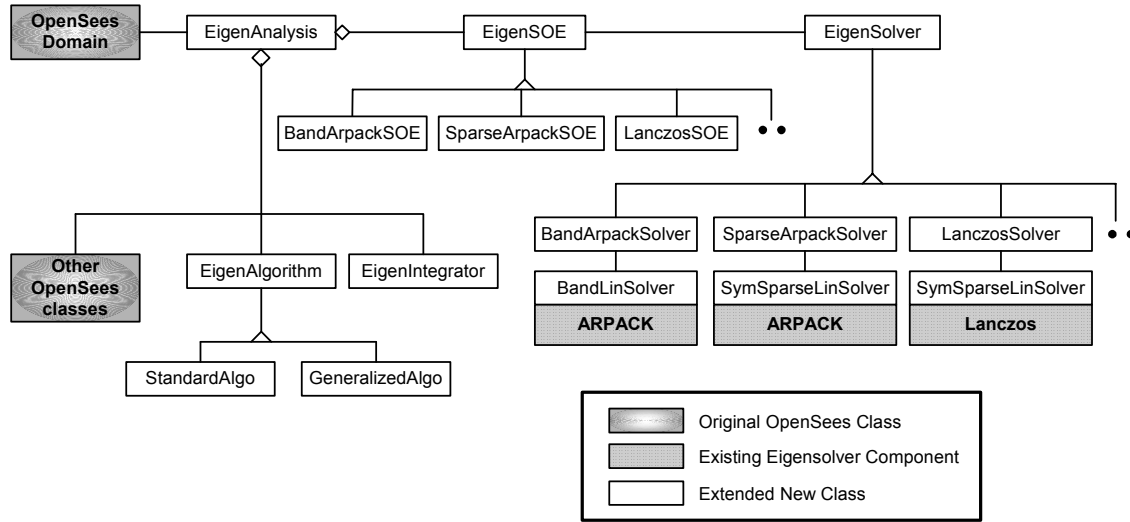 OpenSees
Domain
EigenAnalysis
EigenSOE
EigenSolver
BandArpackSOE
SparseArpackSOE
LanczosSOE
BandArpackSolver
SparseArpackSolver
LanczosSolver
Other
OpenSees
classes
EigenAlgorithm
EigenIntegrator
BandLinSolver
SymSparseLinSolver
SymSparseLinSolver
ARPACK
ARPACK
Lanczos
StandardAlgo
GeneralizedAlgo
Original OpenSees Class
Existing Eigensolver Component
Extended New Class